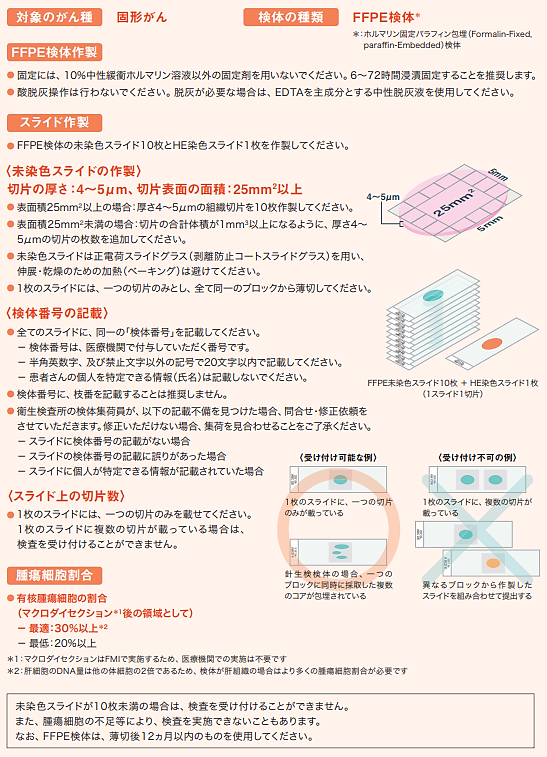 対象のがん種 固形がん 検体の種類 FFPE検体*
*：ホルマリン固定パラフィン包埋（Formalin-Fixed,
paraffin-Embedded）検体
FFPE検体作製
● 固定には、10%中性緩衝ホルマリン溶液以外の固定剤を用いないでください。6〜72時間浸漬固定することを推奨します。
● 酸脱灰操作は行わないでください。脱灰が必要な場合は、EDTAを主成分とする中性脱灰液を使用してください。
スライド作製
● FFPE検体の未染色スライド10枚とHE染色スライド1枚を作製してください。
〈未染色スライドの作製〉
切片の厚さ：4〜5μm、切片表面の面積：25mm²以上
● 表面積25mm²以上の場合：厚さ4〜5μmの組織切片を10枚作製してください。
● 表面積25mm²未満の場合：切片の合計体積が1mm³以上になるように、厚さ4〜
5μmの切片の枚数を追加してください。
● 未染色スライドは正電荷スライドグラス（剥離防止コートスライドグラス）を用い、
伸展・乾燥のための加熱（ベーキング）は避けてください。
● 1枚のスライドには、一つの切片のみとし、全て同一のブロックから薄切してください。
4〜5μm
25mm²
5mm
5mm
FFPE未染色スライド10枚 + HE染色スライド1枚
（1スライド1切片）
〈検体番号の記載〉
● 全てのスライドに、同一の「検体番号」を記載してください。
− 検体番号は、医療機関で付与していただく番号です。
− 半角英数字、及び禁止文字以外の記号で20文字以内で記載してください。
− 患者さんの個人を特定できる情報（氏名）は記載しないでください。
● 検体番号に、枝番を記載することは推奨しません。
● 衛生検査所の検体集荷員が、以下の記載不備を見つけた場合、問合せ・修正依頼を
させていただきます。修正いただけない場合、集荷を見合わせることをご了承ください。
− スライドに検体番号の記載がない場合
− スライドの検体番号の記載に誤りがあった場合
− スライドに個人が特定できる情報が記載されていた場合
〈スライド上の切片数〉
● 1枚のスライドには、一つの切片のみを載せてください。
1枚のスライドに複数の切片が載っている場合は、
検査を受け付けることができません。
〈受け付け可能な例〉
1枚のスライドに、一つの切片
のみが載っている
針生検検体の場合、一つの
ブロックに同時に採取した複数
のコアが包埋されている
〈受け付け不可の例〉
1枚のスライドに、複数の切片が
載っている
異なるブロックから作製した
スライドを組み合わせて提出する
腫瘍細胞割合
● 有核腫瘍細胞の割合
（マクロダイセクション*¹後の領域として）
− 最適：30%以上*²
− 最低：20%以上
*1：マクロダイセクションはFMIで実施するため、医療機関での実施は不要です
*2：肝細胞のDNA量は他の体細胞の2倍であるため、検体が肝組織の場合はより多くの腫瘍細胞割合が必要です
未染色スライドが10枚未満の場合は、検査を受け付けることができません。
また、腫瘍細胞の不足等により、検査を実施できないこともあります。
なお、FFPE検体は、薄切後12ヵ月以内のものを使用してください。